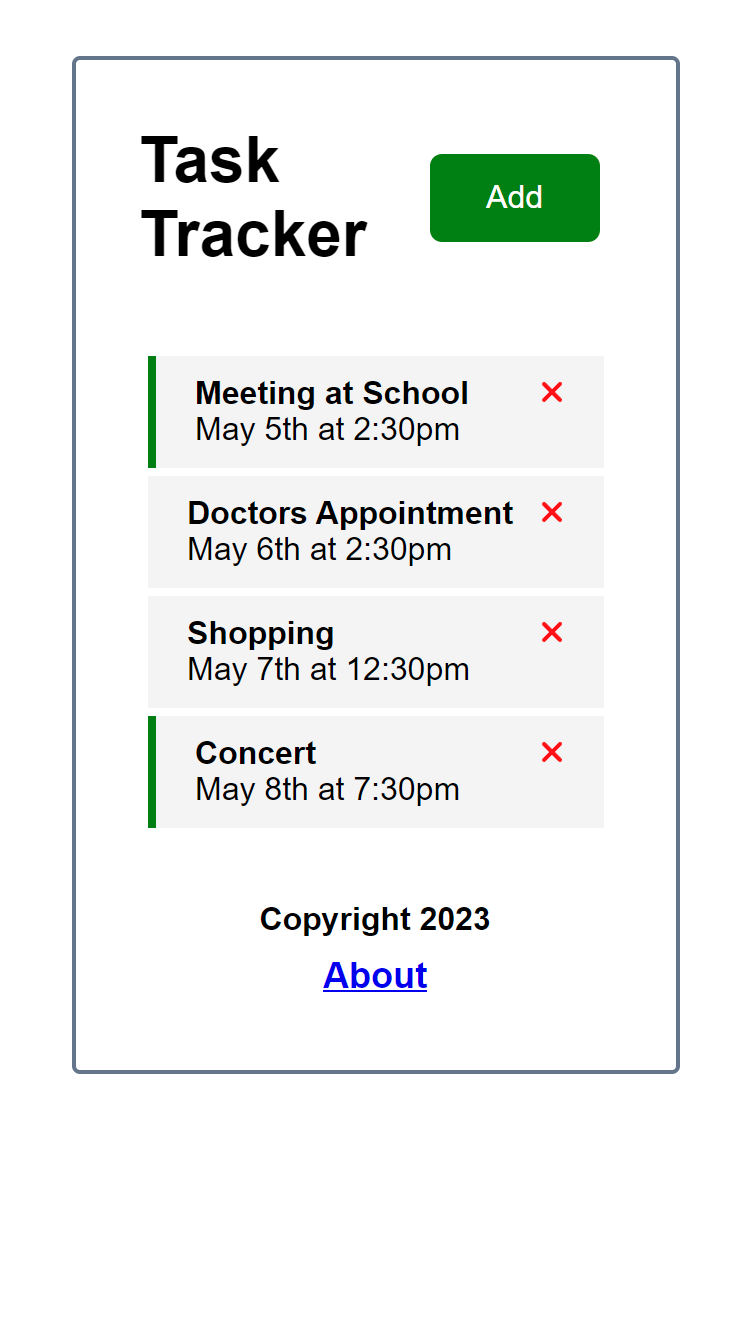 Task
Tracker
Add
Meeting at School
May 5th at 2:30pm
Doctors Appointment
May 6th at 2:30pm
Shopping
May 7th at 12:30pm
Concert
May 8th at 7:30pm
Copyright 2023
About